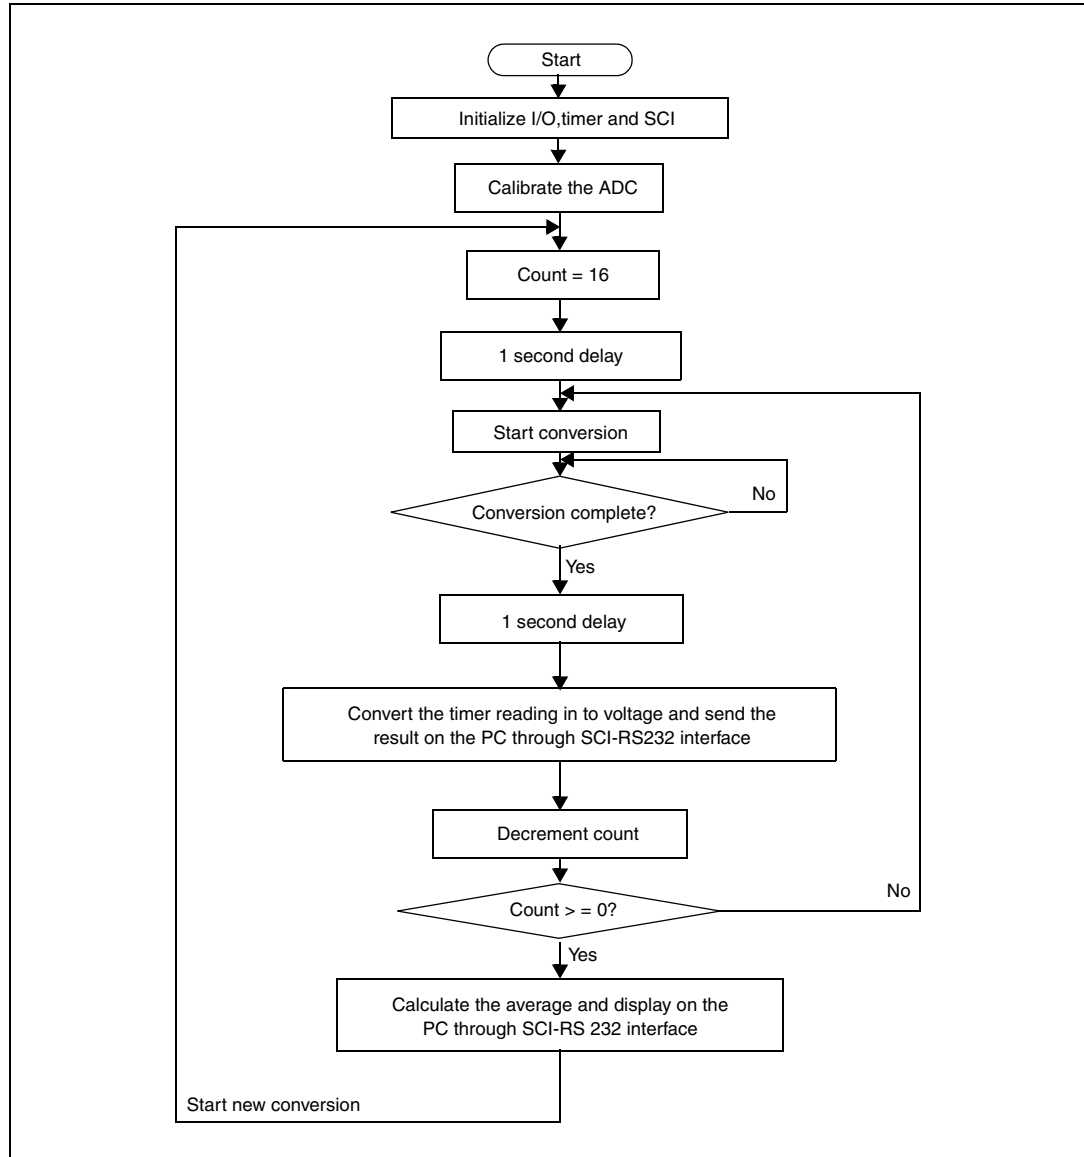 Start
Initialize I/O,timer and SCI
Calibrate the ADC
Count = 16
1 second delay
Start conversion
No
Conversion complete?
Yes
1 second delay
Convert the timer reading in to voltage and send the
result on the PC through SCI-RS232 interface
Decrement count
No
Count > = 0?
Yes
Calculate the average and display on the
PC through SCI-RS 232 interface
Start new conversion